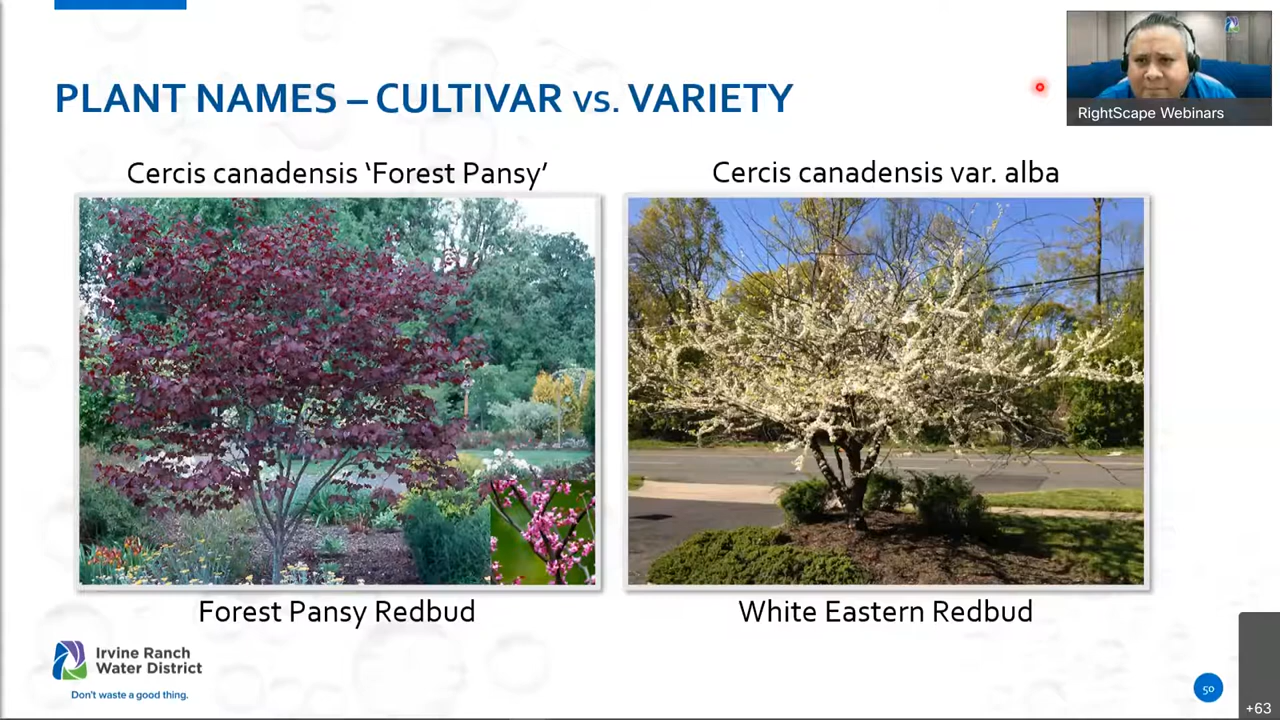 PLANT NAMES – CULTIVAR vs. VARIETY
RightScape Webinars
Cercis canadensis ‘Forest Pansy’
Cercis canadensis var. alba
Forest Pansy Redbud
White Eastern Redbud
Irvine Ranch
Water District
Don't waste a good thing.
50
+63